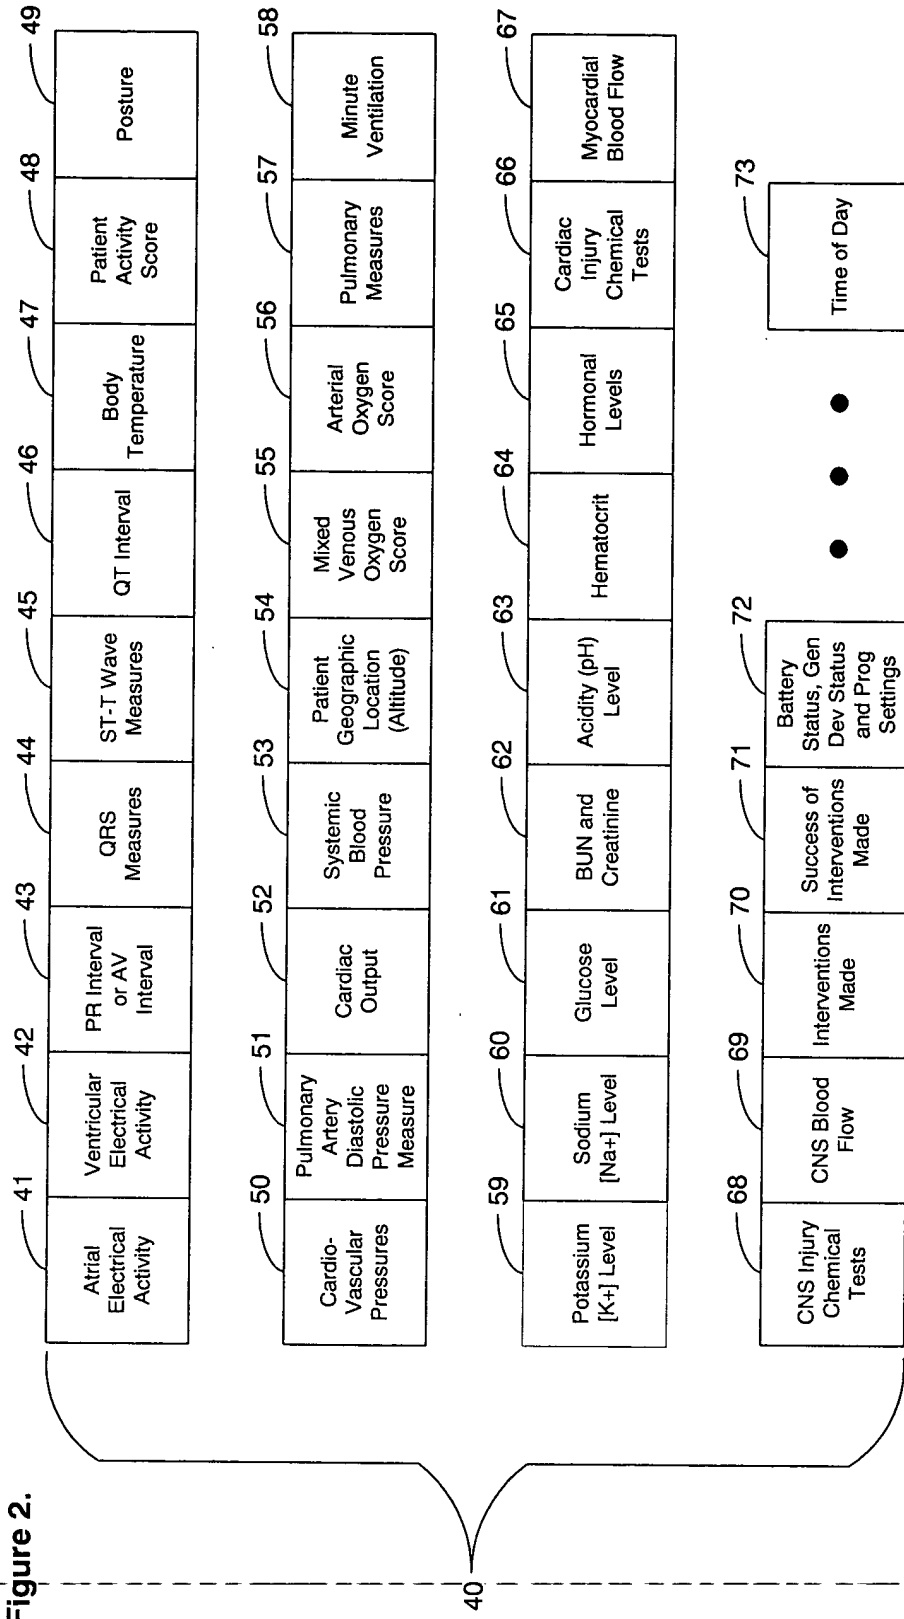 Figure 2.
40
41
42
43
44
45
46
47
48
49
Atrial
Electrical
Activity
Ventricular
Electrical
Activity
PR Interval
or AV
Interval
QRS
Measures
ST-T Wave
Measures
QT Interval
Body
Temperature
Patient
Activity
Score
Posture
50
51
52
53
54
55
56
57
58
Cardio-
Vascular
Pressures
Pulmonary
Artery
Diastolic
Pressure
Measure
Cardiac
Output
Systemic
Blood
Pressure
Patient
Geographic
Location
(Altitude)
Mixed
Venous
Oxygen
Score
Arterial
Oxygen
Score
Pulmonary
Measures
Minute
Ventilation
59
60
61
62
63
64
65
66
67
Potassium
[K+] Level
Sodium
[Na+] Level
Glucose
Level
BUN and
Creatinine
Acidity (pH)
Level
Hematocrit
Hormonal
Levels
Cardiac
Injury
Chemical
Tests
Myocardial
Blood Flow
68
69
70
71
72
73
CNS Injury
Chemical
Tests
CNS Blood
Flow
Interventions
Made
Success of
Interventions
Made
Battery
Status, Gen
Dev Status
and Prog
Settings
Time of Day